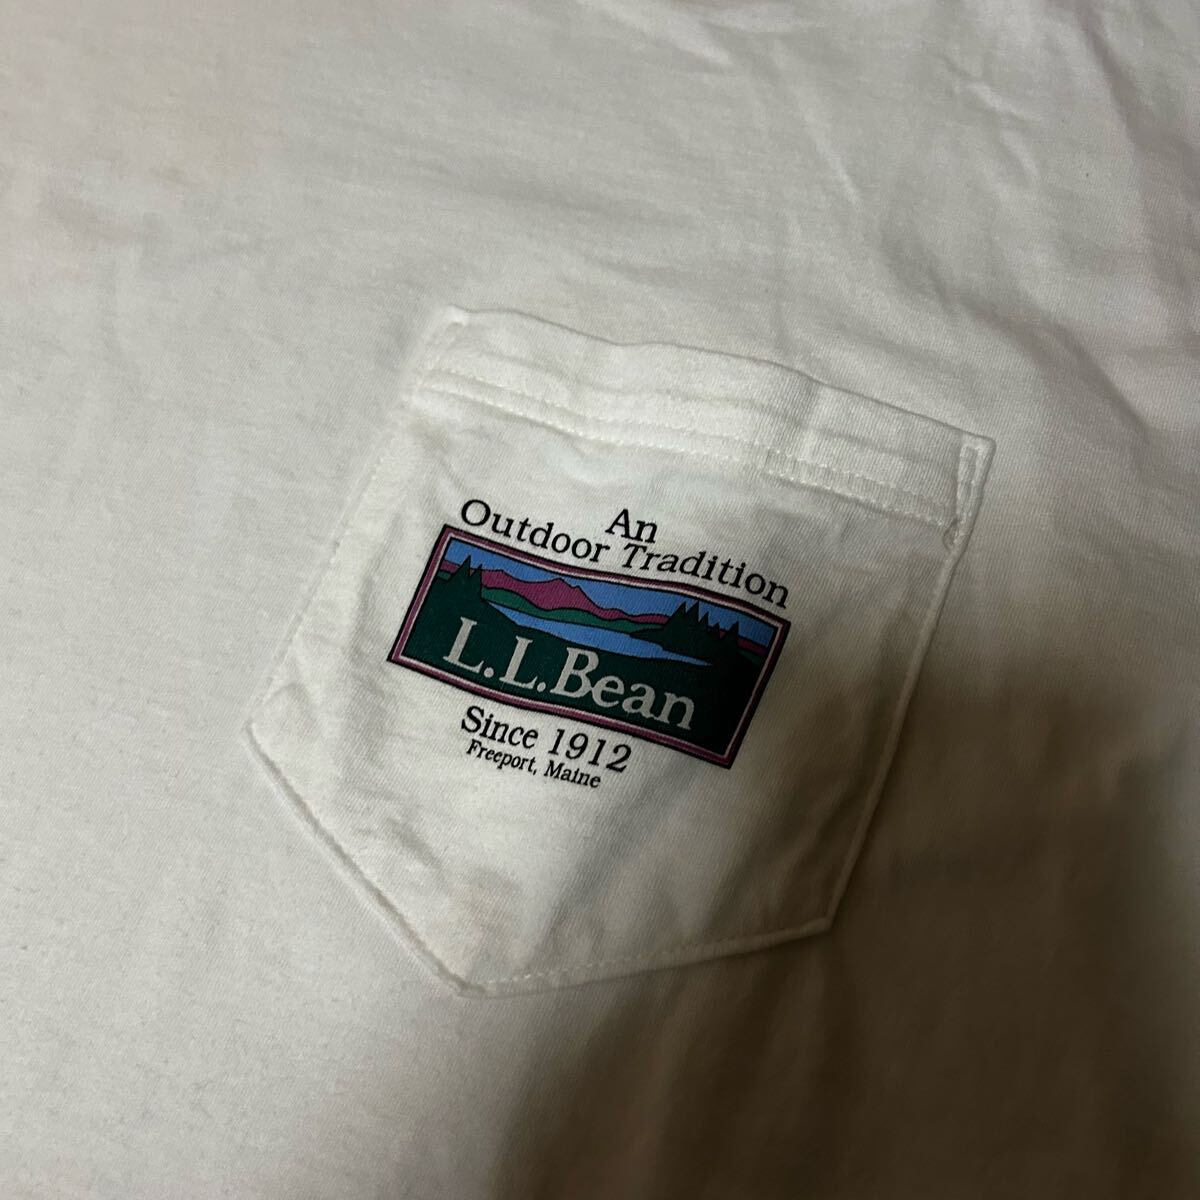 An
Outdoor Tradition
L.L.Bean
Since 1912
Freeport, Maine